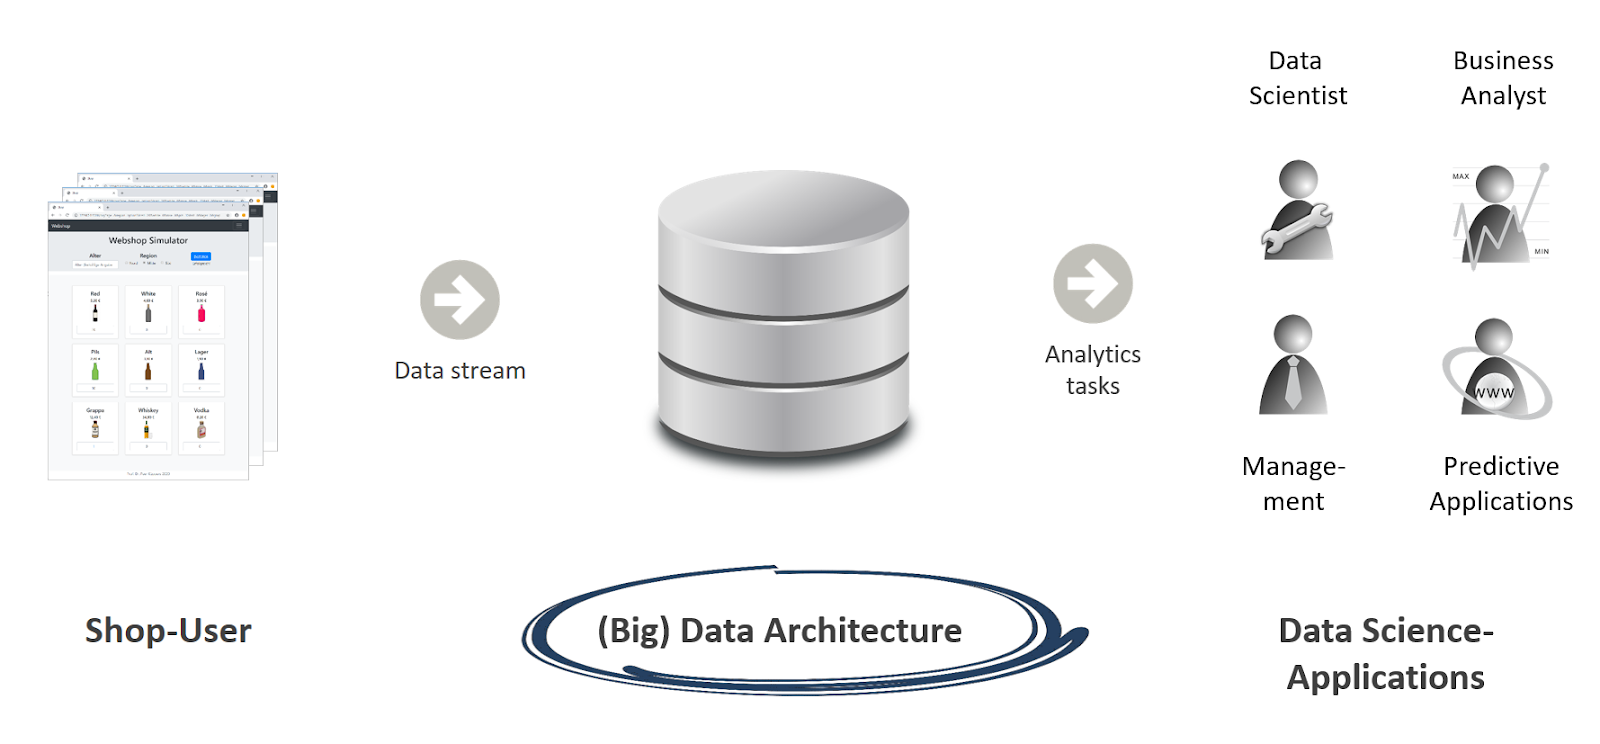 Data
Scientist
Business
Analyst
MAX
MIN
Webshop
Webshop Simulator
Alter
Region
Red
White
Rosé
Pils
Alt
Lager
Grappa
Whiskey
Vodka
Data stream
Analytics
tasks
WWW
Manage-
ment
Predictive
Applications
Shop-User
(Big) Data Architecture
Data Science-
Applications